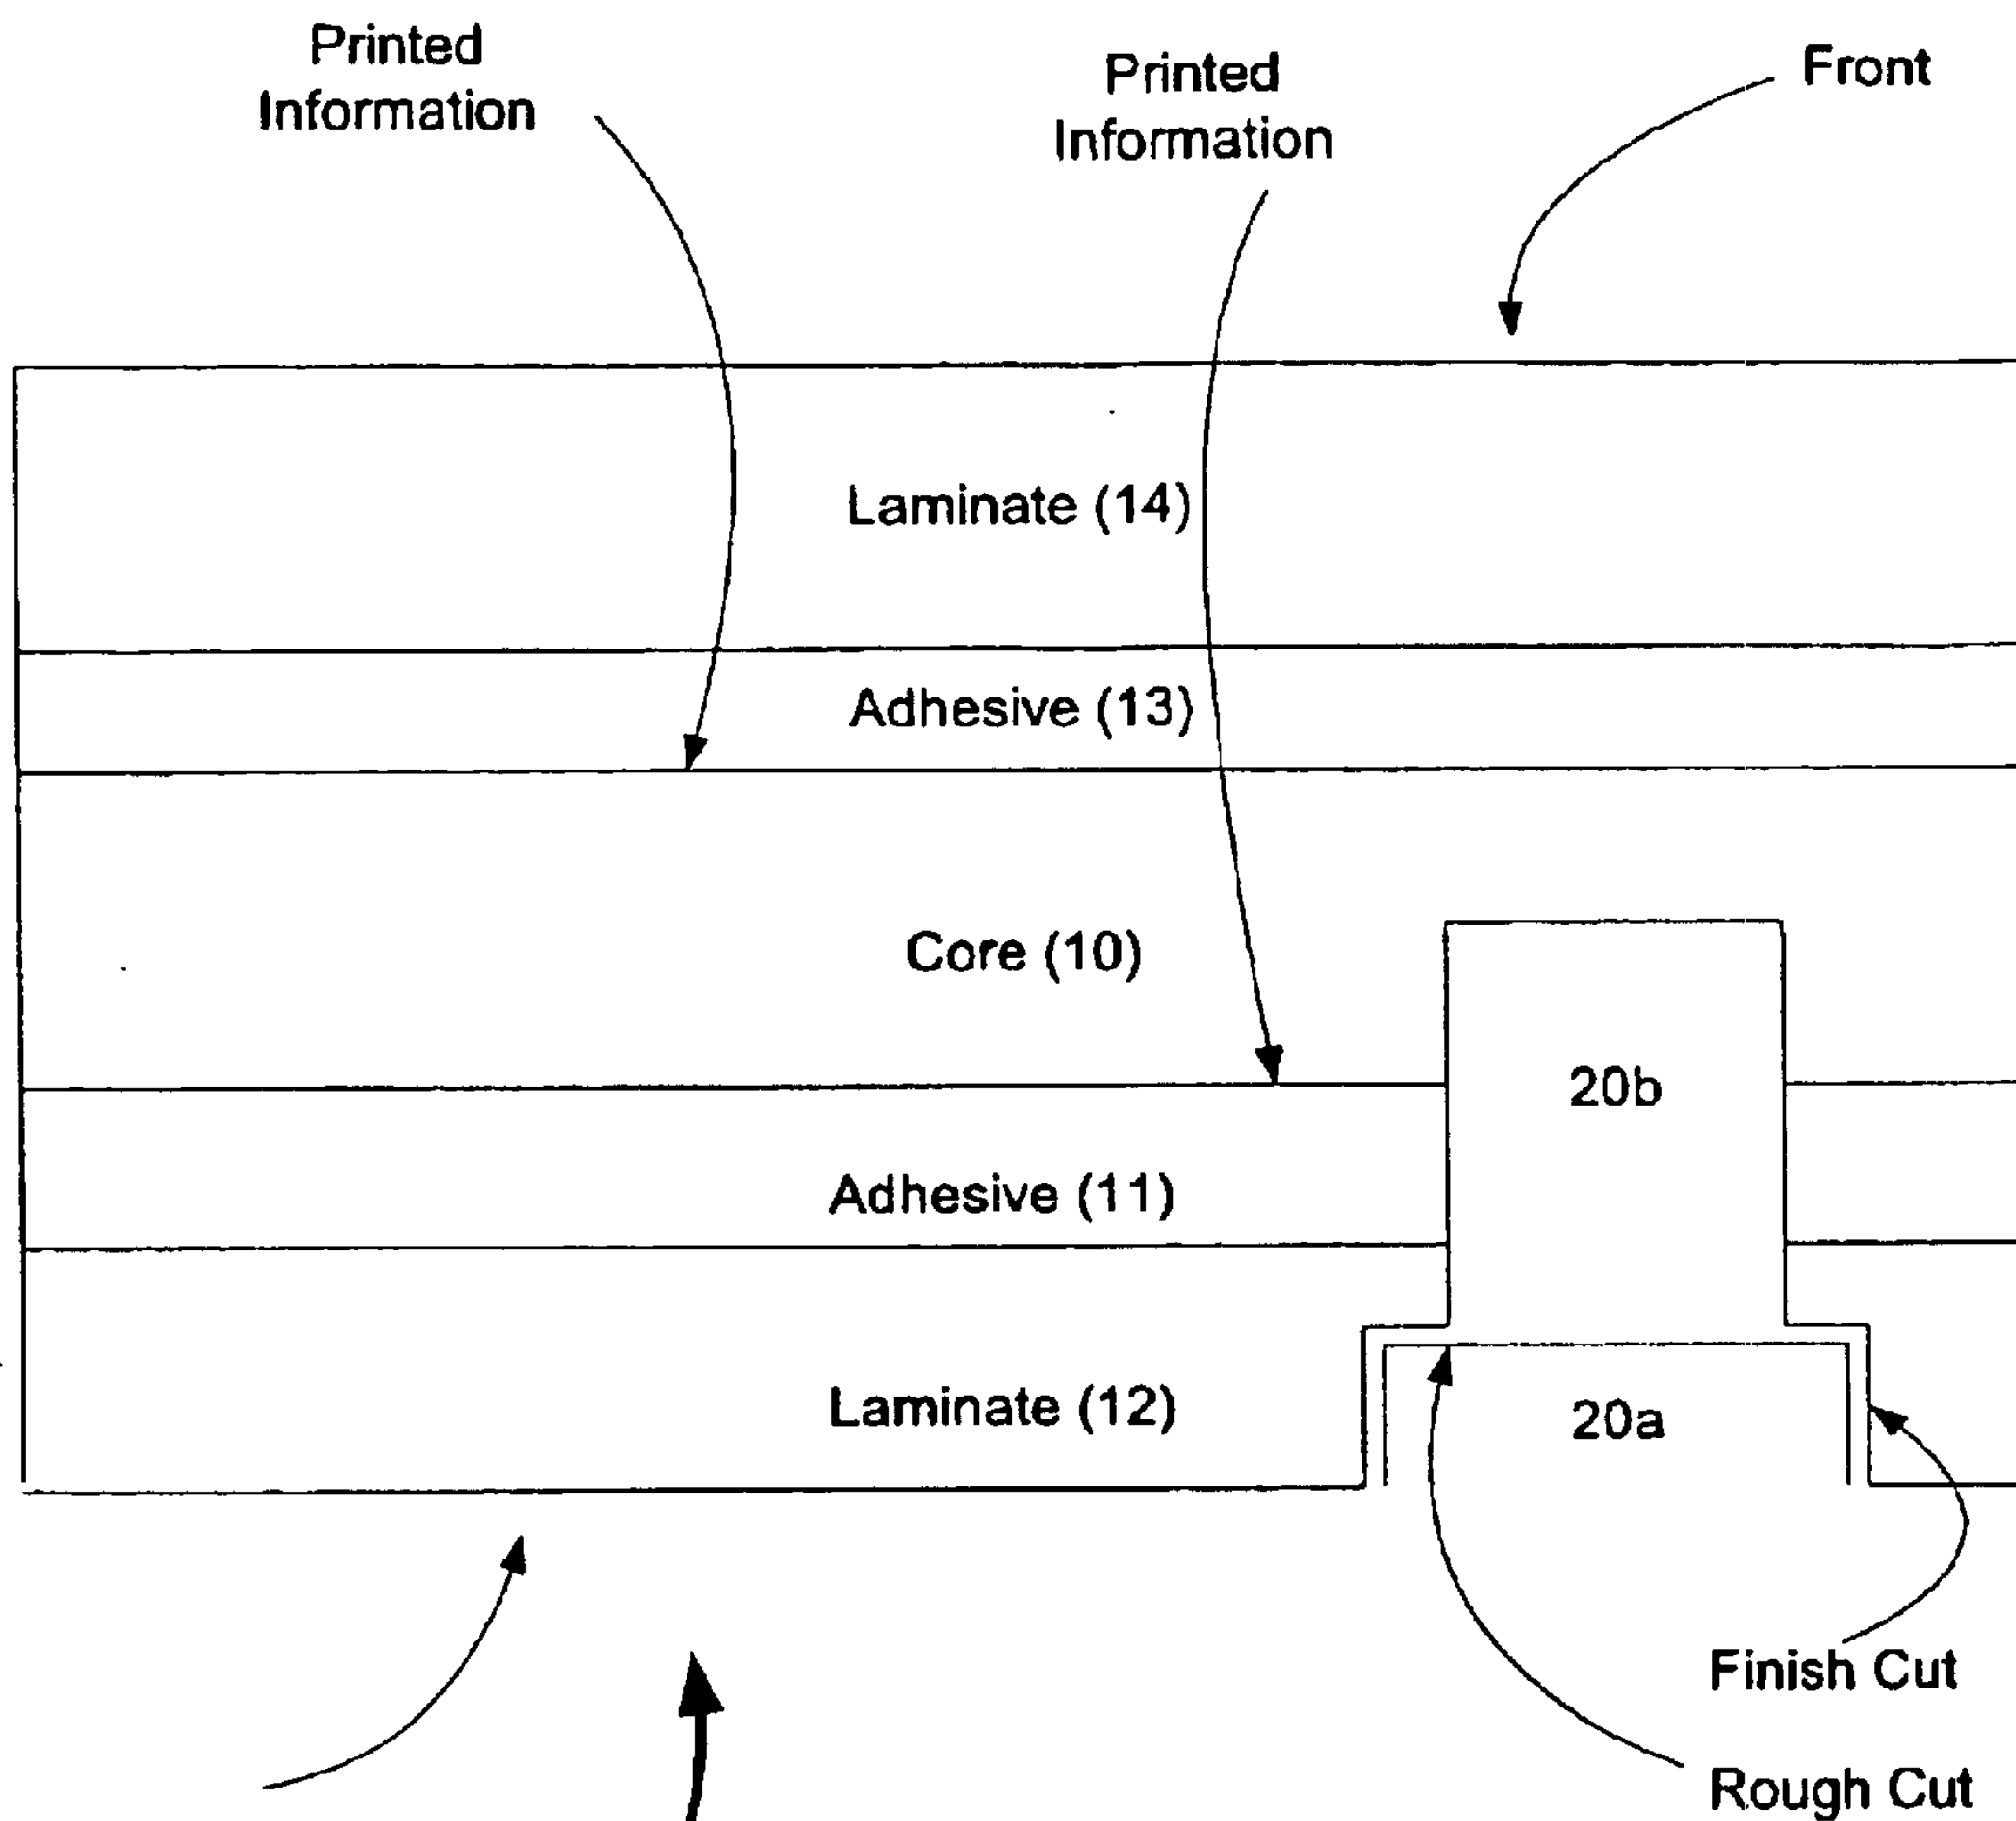 Printed
Information
Printed
Information
Front
Laminate (14)
Adhesive (13)
Core (10)
20b
Adhesive (11)
Laminate (12)
20a
Finish Cut
Rough Cut